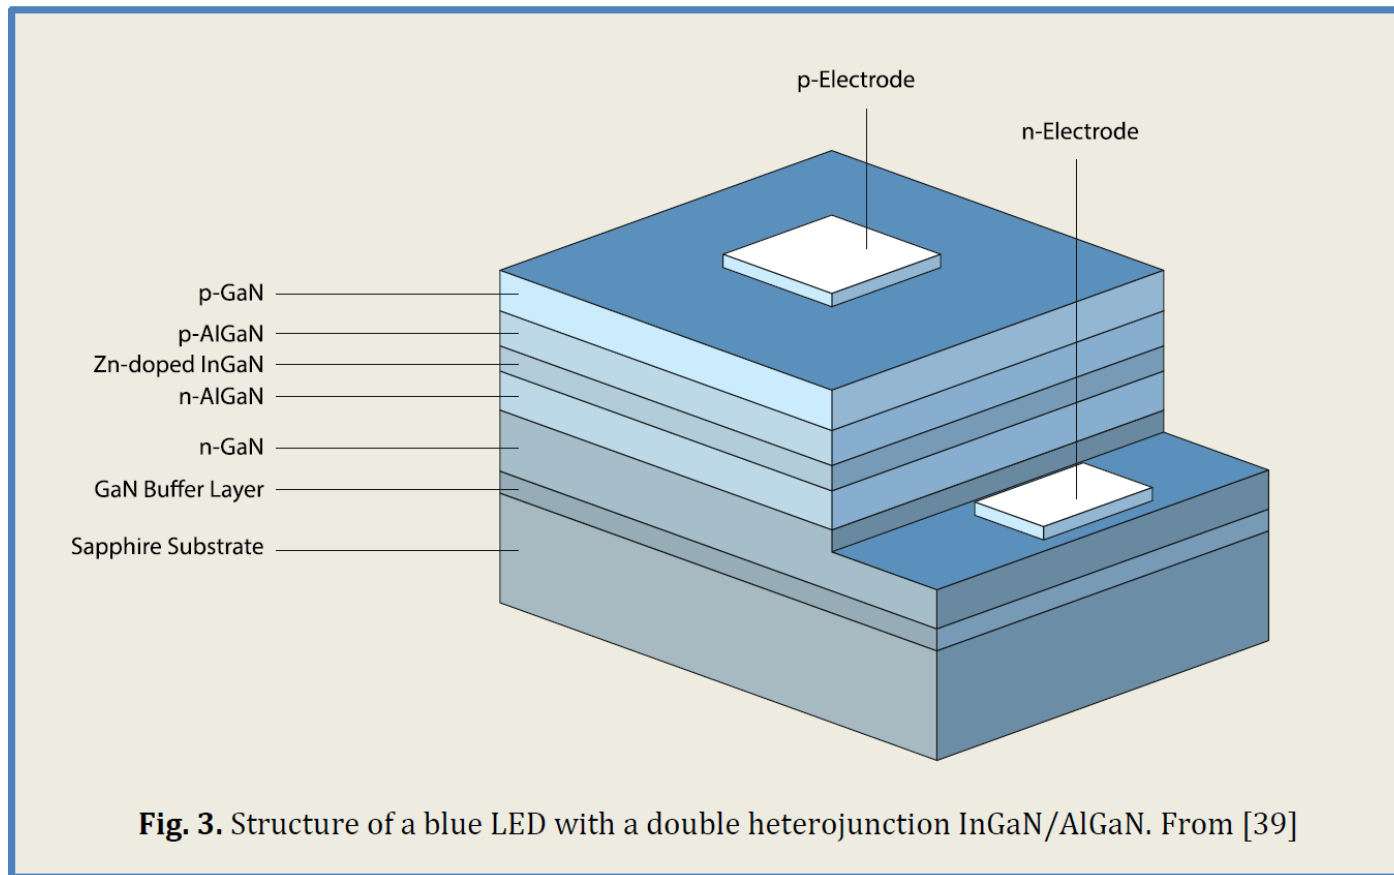 p-Electrode
n-Electrode
p-GaN
p-AlGaN
Zn-doped InGaN
n-AlGaN
n-GaN
GaN Buffer Layer
Sapphire Substrate
Fig. 3. Structure of a blue LED with a double heterojunction InGaN/AlGaN. From [39]